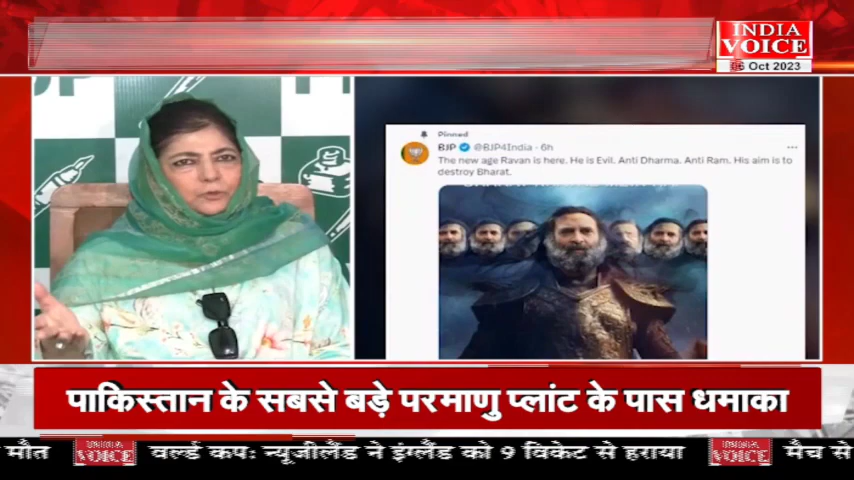 INDIA
VOICE
06 Oct 2023
Pinned
BJP @BJP4India · 6h
The new age Ravan is here. He is Evil. Anti Dharma. Anti Ram. His aim is to
destroy Bharat.
पाकिस्तान के सबसे बड़े परमाणु प्लांट के पास धमाका
मौत INDIA VOICE वर्ल्ड कप: न्यूजीलैंड ने इंग्लैंड को 9 विकेट से हराया INDIA VOICE मैच से